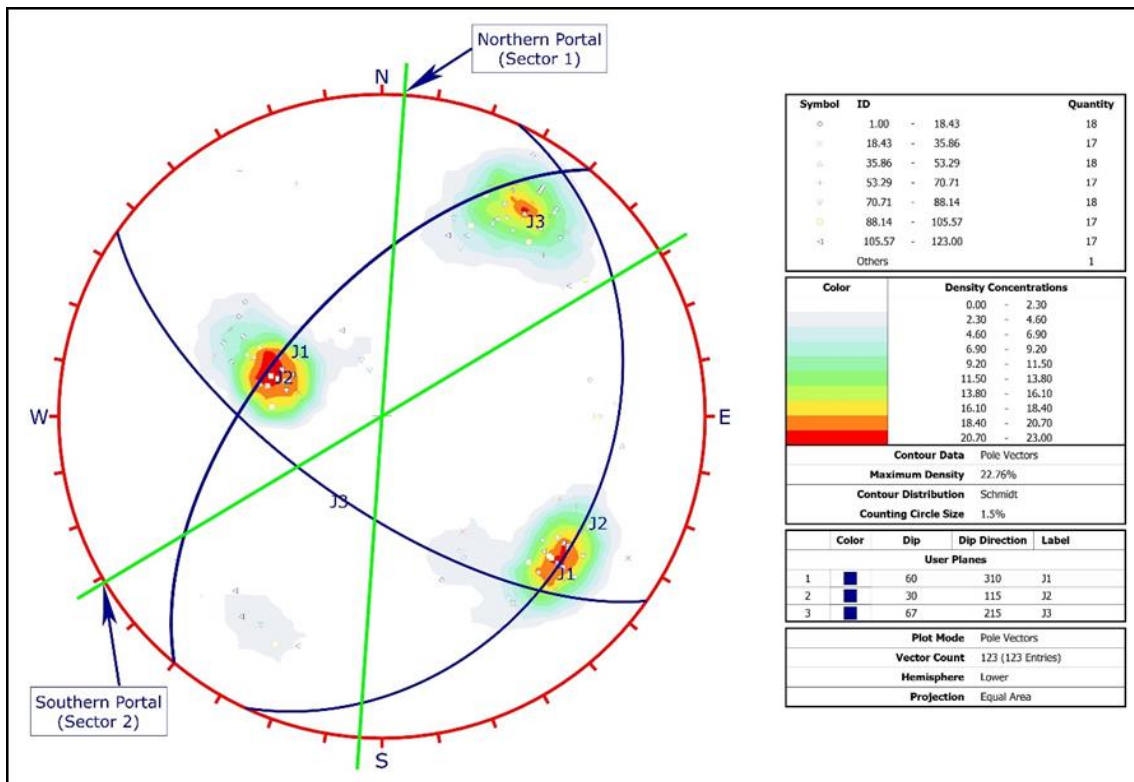 Northern Portal
(Sector 1)
N
J3
J1
J2
W
E
J3
J2
J1
Southern Portal
(Sector 2)
S
Symbol ID Quantity
1.00 - 18.43 18
18.43 - 35.86 17
35.86 - 53.29 18
53.29 - 70.71 17
70.71 - 88.14 18
88.14 - 105.57 17
105.57 - 123.00 17
Others 1
Color Density Concentrations
0.00 - 2.30
2.30 - 4.60
4.60 - 6.90
6.90 - 9.20
9.20 - 11.50
11.50 - 13.80
13.80 - 16.10
16.10 - 18.40
18.40 - 20.70
20.70 - 23.00
Contour Data Pole Vectors
Maximum Density 22.76%
Contour Distribution Schmidt
Counting Circle Size 1.5%
Color Dip Dip Direction Label
User Planes
1 60 310 J1
2 30 115 J2
3 67 215 J3
Plot Mode Pole Vectors
Vector Count 123 (123 Entries)
Hemisphere Lower
Projection Equal Area